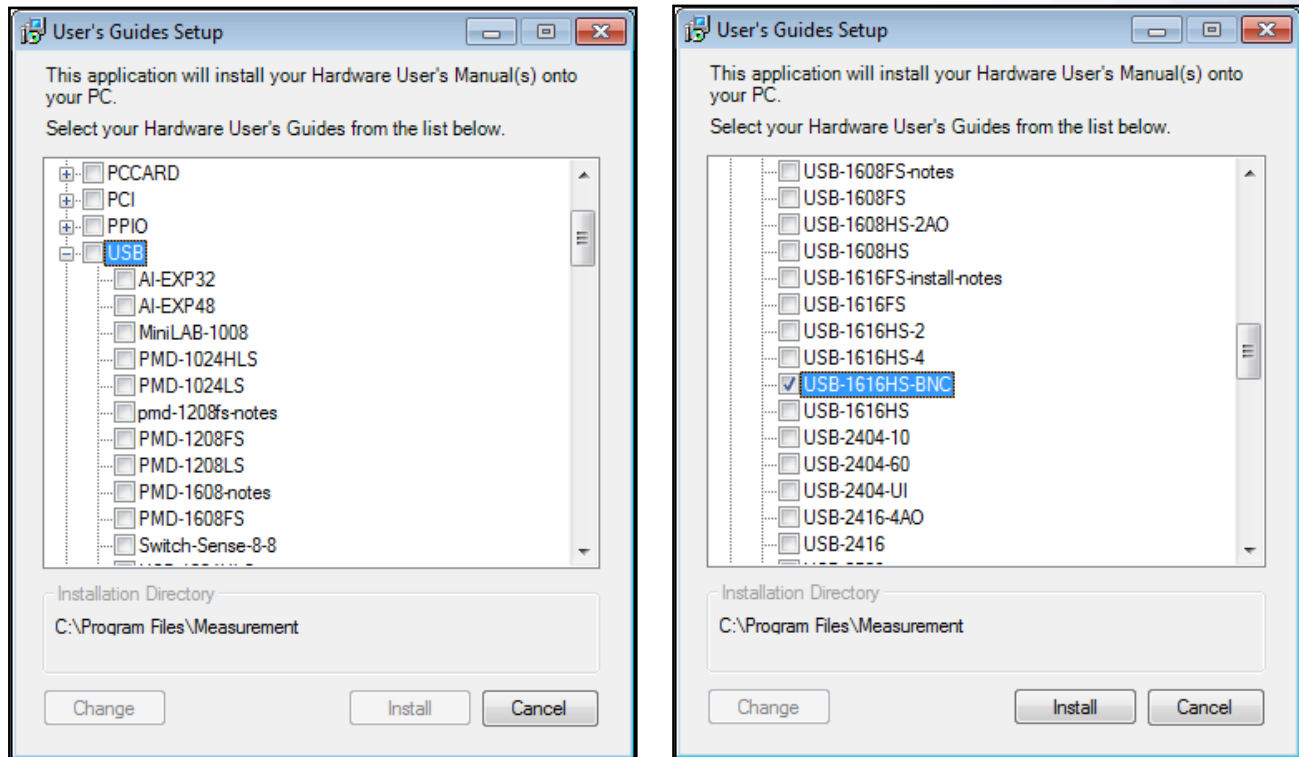 User's Guides Setup
This application will install your Hardware User's Manual(s) onto
your PC.
Select your Hardware User's Guides from the list below.
PCCARD
PCI
PPIO
USB
AI-EXP32
AI-EXP48
MiniLAB-1008
PMD-1024HLS
PMD-1024LS
pmd-1208fs-notes
PMD-1208FS
PMD-1208LS
PMD-1608-notes
PMD-1608FS
Switch-Sense-8-8
Installation Directory
C:\Program Files\Measurement
Change
Install
Cancel
User's Guides Setup
This application will install your Hardware User's Manual(s) onto
your PC.
Select your Hardware User's Guides from the list below.
USB-1608FS-notes
USB-1608FS
USB-1608HS-2AO
USB-1608HS
USB-1616FS-install-notes
USB-1616FS
USB-1616HS-2
USB-1616HS-4
USB-1616HS-BNC
USB-1616HS
USB-2404-10
USB-2404-60
USB-2404-UI
USB-2416-4AO
USB-2416
Installation Directory
C:\Program Files\Measurement
Change
Install
Cancel